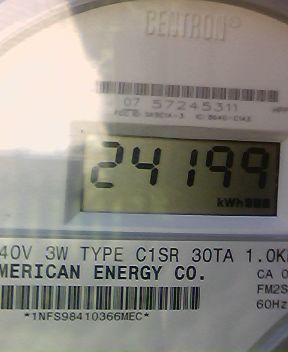 CENTRON®
07 57245311
24199
kWh
40V 3W TYPE C1SR 30TA 1.0K
MERICAN ENERGY CO.
CA 0
FM2S
60Hz
*1NFS98410366MEC*